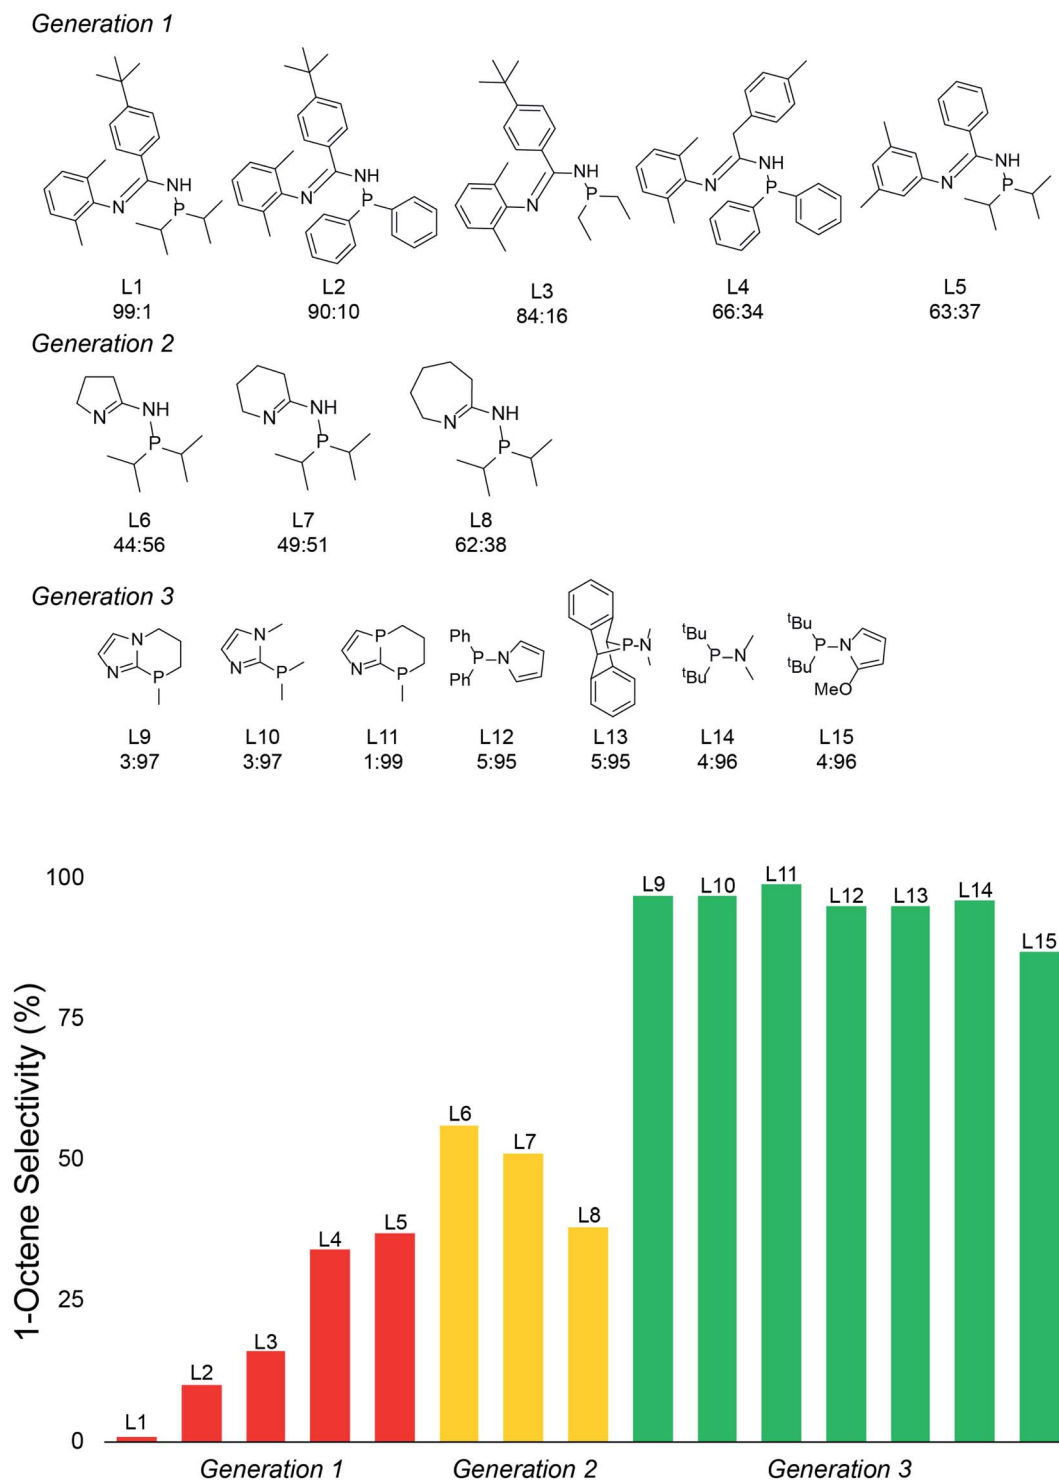 Generation 1
NH
N
P
NH
N
P
NH
N
P
NH
N
P
NH
N
P
L1
L2
L3
L4
L5
99:1
90:10
84:16
66:34
63:37
Generation 2
N
NH
P
N
NH
P
N
NH
P
L6
L7
L8
44:56
49:51
62:38
Generation 3
N
N
P
N
N
P
P
N
P
Ph
P
N
Ph
P
N
tBu
P
N
tBu
tBu
P
N
tBu
MeO
L9
L10
L11
L12
L13
L14
L15
3:97
3:97
1:99
5:95
5:95
4:96
4:96
1-Octene Selectivity (%)
100
75
50
25
0
L1
L2
L3
L4
L5
L6
L7
L8
L9
L10
L11
L12
L13
L14
L15
Generation 1
Generation 2
Generation 3